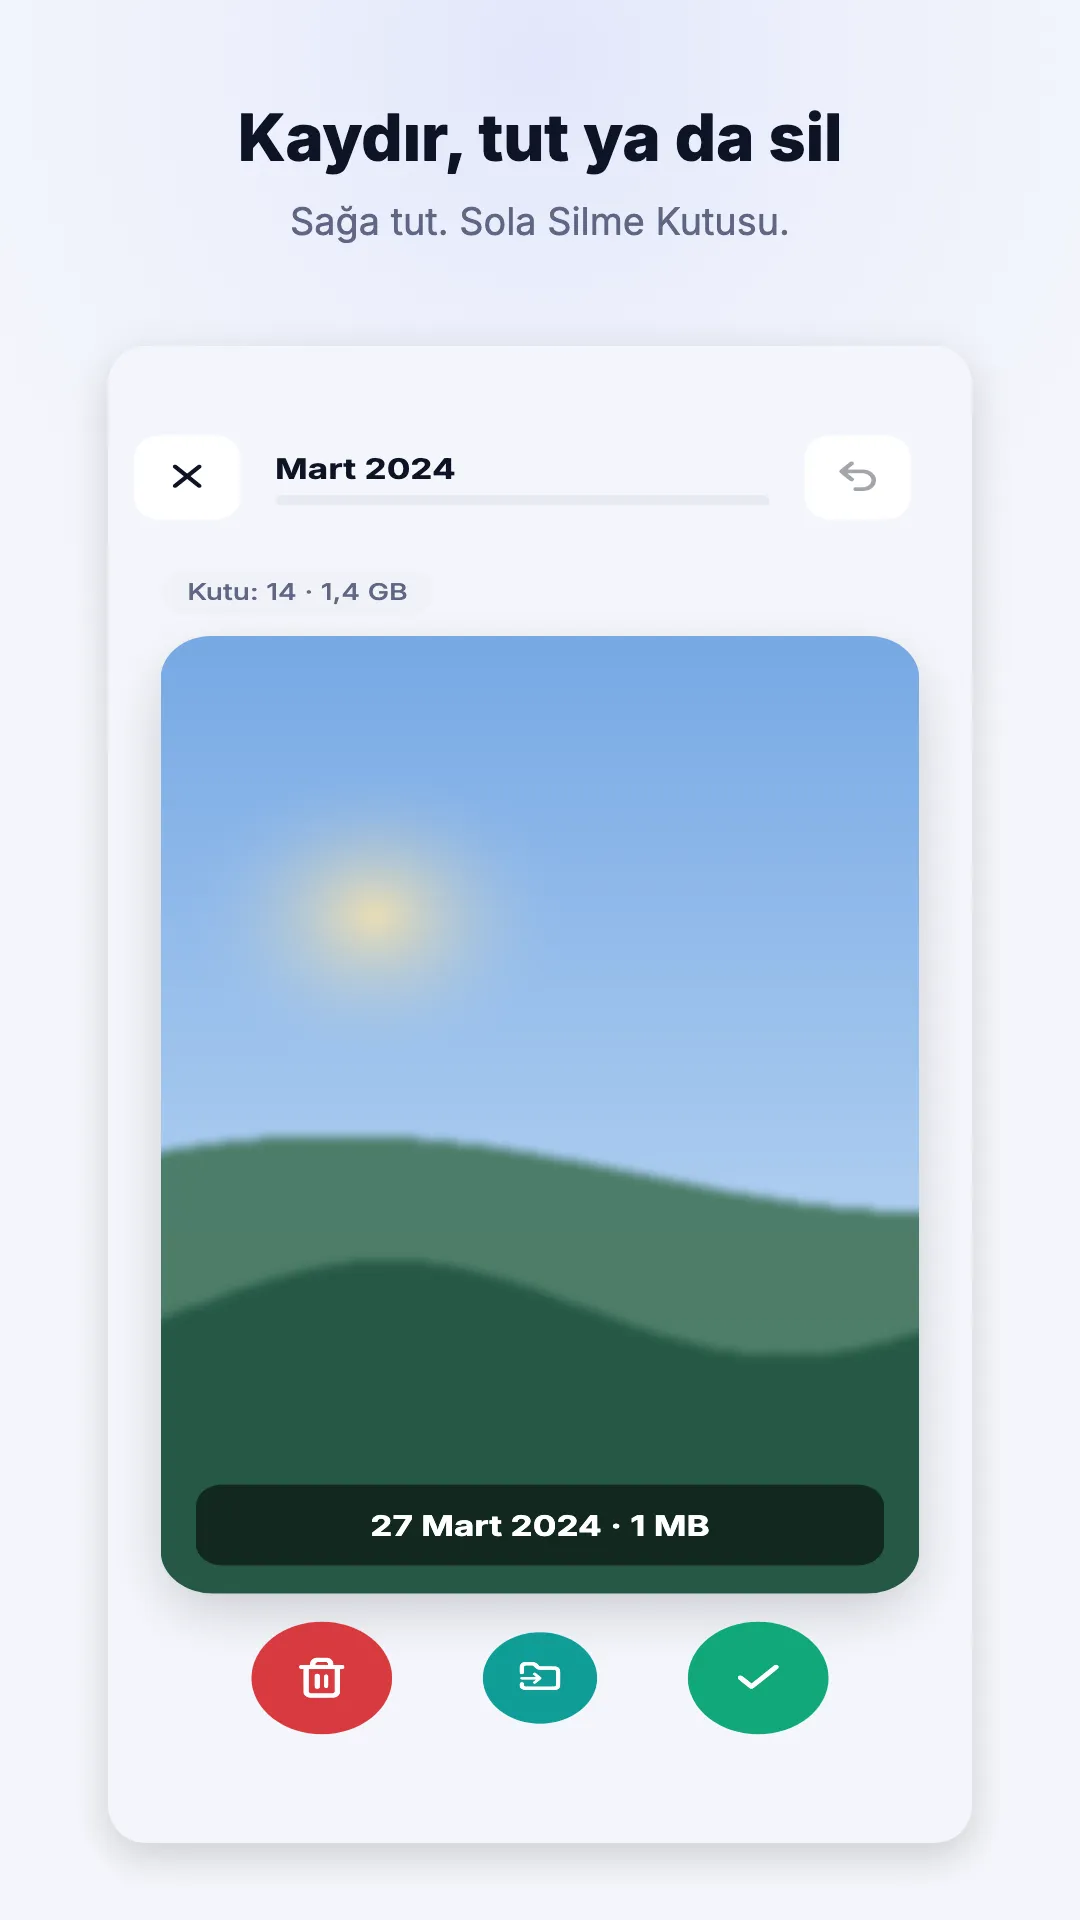 Kaydır, tut ya da sil
Sağa tut. Sola Silme Kutusu.
Mart 2024
Kutu: 14 · 1,4 GB
27 Mart 2024 · 1 MB